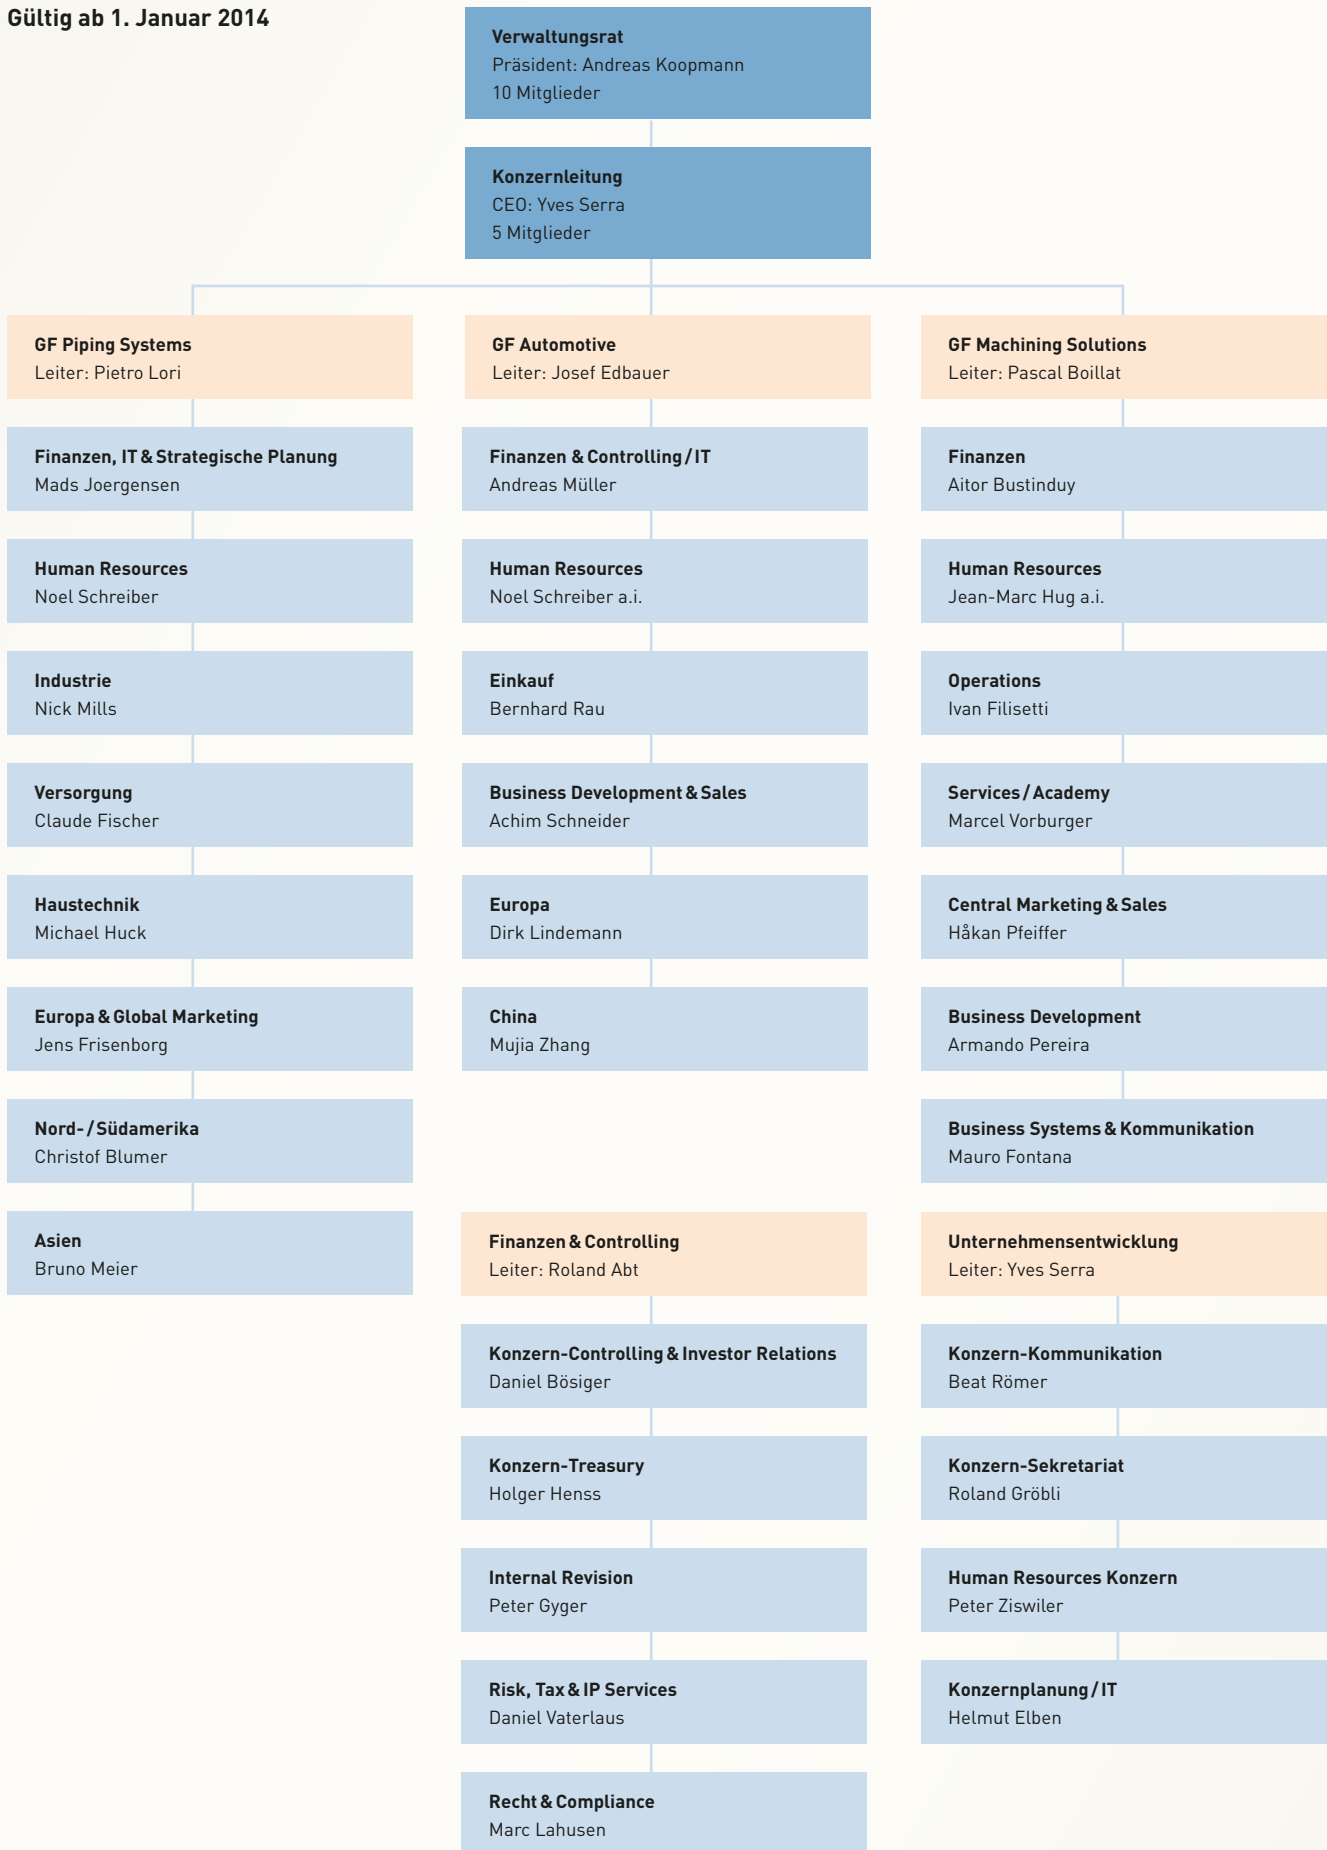 Gültig ab 1. Januar 2014
Verwaltungsrat
Präsident: Andreas Koopmann
10 Mitglieder
Konzernleitung
CEO: Yves Serra
5 Mitglieder
GF Piping Systems
Leiter: Pietro Lori
Finanzen, IT & Strategische Planung
Mads Joergensen
Human Resources
Noel Schreiber
Industrie
Nick Mills
Versorgung
Claude Fischer
Haustechnik
Michael Huck
Europa & Global Marketing
Jens Frisenborg
Nord- / Südamerika
Christof Blumer
Asien
Bruno Meier
GF Automotive
Leiter: Josef Edbauer
Finanzen & Controlling / IT
Andreas Müller
Human Resources
Noel Schreiber a.i.
Einkauf
Bernhard Rau
Business Development & Sales
Achim Schneider
Europa
Dirk Lindemann
China
Mujia Zhang
GF Machining Solutions
Leiter: Pascal Boillat
Finanzen
Aitor Bustinduy
Human Resources
Jean-Marc Hug a.i.
Operations
Ivan Filisetti
Services / Academy
Marcel Vorburger
Central Marketing & Sales
Håkan Pfeiffer
Business Development
Armando Pereira
Business Systems & Kommunikation
Mauro Fontana
Finanzen & Controlling
Leiter: Roland Abt
Konzern-Controlling & Investor Relations
Daniel Bösiger
Konzern-Treasury
Holger Henss
Internal Revision
Peter Gyger
Risk, Tax & IP Services
Daniel Vaterlaus
Recht & Compliance
Marc Lahusen
Unternehmensentwicklung
Leiter: Yves Serra
Konzern-Kommunikation
Beat Römer
Konzern-Sekretariat
Roland Gröbli
Human Resources Konzern
Peter Ziswiler
Konzernplanung / IT
Helmut Elben